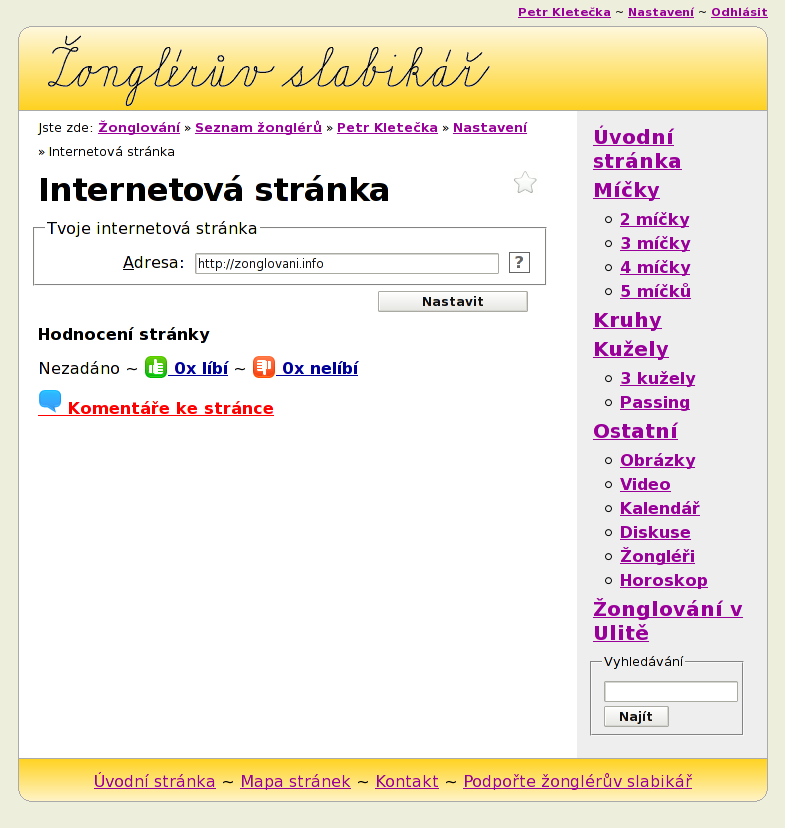 Petr Kletečka ~ Nastavení ~ Odhlásit
Žonglérův slabikář
Jste zde: Žonglování » Seznam žonglérů » Petr Kletečka » Nastavení
» Internetová stránka
Internetová stránka
Tvoje internetová stránka
Adresa: http://zonglovani.info ?
Nastavit
Hodnocení stránky
Nezadáno ~ 0x líbí ~ 0x nelíbí
Komentáře ke stránce
Úvodní
stránka
Míčky
2 míčky
3 míčky
4 míčky
5 míčků
Kruhy
Kužely
3 kužely
Passing
Ostatní
Obrázky
Video
Kalendář
Diskuse
Žongléři
Horoskop
Žonglování v
Ulitě
Vyhledávání
Najít
Úvodní stránka ~ Mapa stránek ~ Kontakt ~ Podpořte žonglérův slabikář